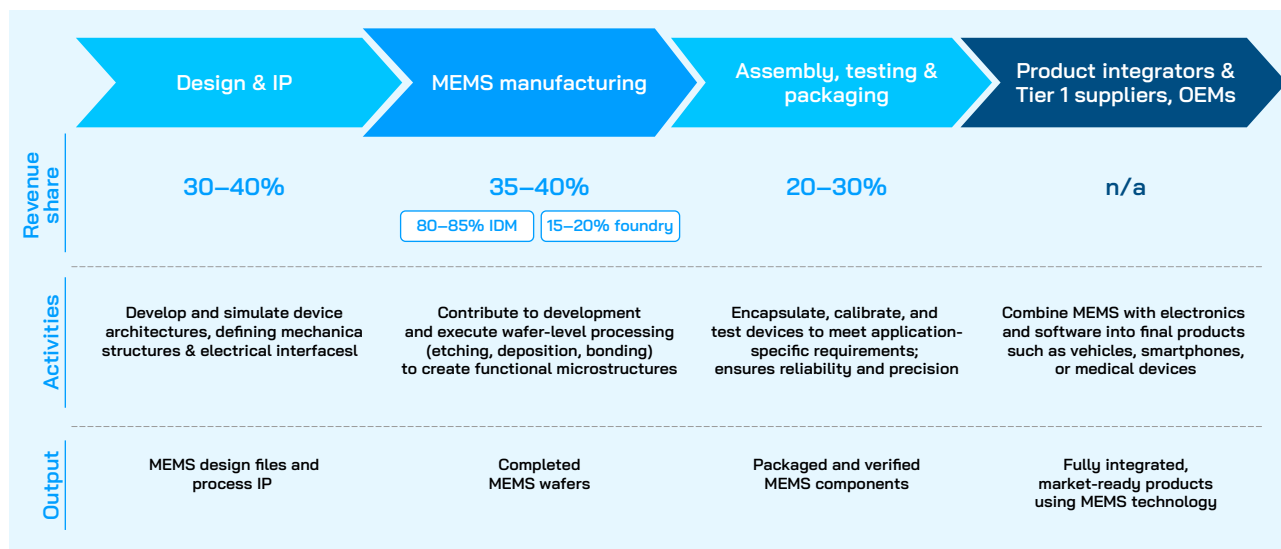 Design & IP
MEMS manufacturing
Assembly, testing &
packaging
Product integrators &
Tier 1 suppliers, OEMs
Revenue
share
30–40%
35–40%
80–85% IDM
15–20% foundry
20–30%
n/a
Activities
Develop and simulate device
architectures, defining mechanica
structures & electrical interfacesl
Contribute to development
and execute wafer-level processing
(etching, deposition, bonding)
to create functional microstructures
Encapsulate, calibrate, and
test devices to meet application-
specific requirements;
ensures reliability and precision
Combine MEMS with electronics
and software into final products
such as vehicles, smartphones,
or medical devices
Output
MEMS design files and
process IP
Completed
MEMS wafers
Packaged and verified
MEMS components
Fully integrated,
market-ready products
using MEMS technology